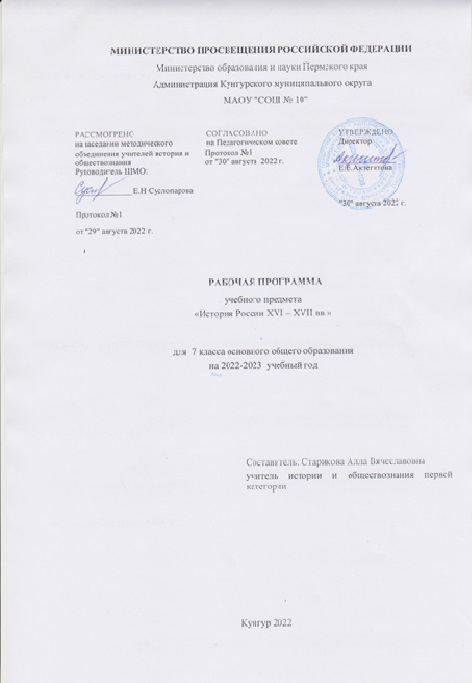 МИНИСТЕРСТВО ПРОСВЕЩЕНИЯ РОССИЙСКОЙ ФЕДЕРАЦИИ
Министерство образования и науки Пермского края
Администрация Кунгурского муниципального округа
МАОУ "СОШ № 10"
РАССМОТРЕНО
на заседании методического
объединения учителей истории и
обществознания
Руководитель ШМО:
Е.Н Суслопарова
Протокол №1
от "29" августа 2022 г.
СОГЛАСОВАНО
на Педагогическом совете
Протокол №1
от "30" августа 2022 г.
УТВЕРЖДЕНО
Директор
"30" августа 2022 г.
РАБОЧАЯ ПРОГРАММА
учебного предмета
«История России XVI – XVII вв.»
для 7 класса основного общего образования
на 2022-2023 учебный год
Составитель: Старикова Алла Вячеславовна
учитель истории и обществознания первой
категории
Кунгур 2022